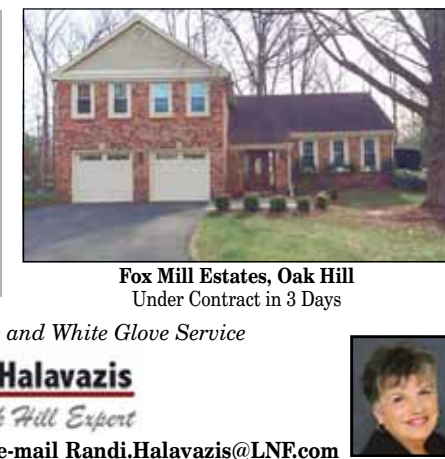 Fox Mill Estates, Oak Hill
Under Contract in 3 Days
and White Glove Service
Halavazis
Hill Expert
e-mail Randi.Halavazis@LNF.com